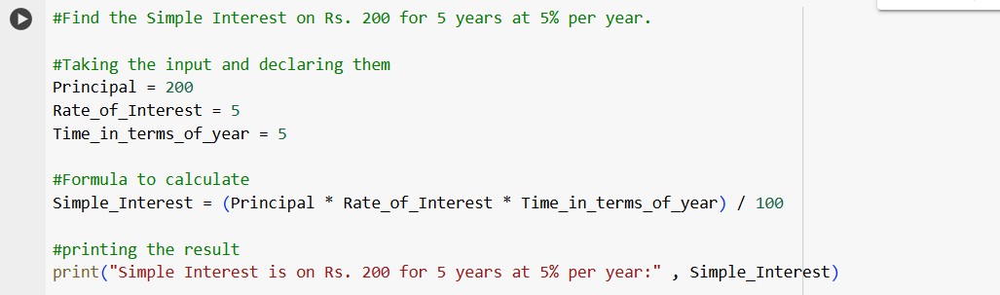 #Find the Simple Interest on Rs. 200 for 5 years at 5% per year.
#Taking the input and declaring them
Principal = 200
Rate_of_Interest = 5
Time_in_terms_of_year = 5
#Formula to calculate
Simple_Interest = (Principal * Rate_of_Interest * Time_in_terms_of_year) / 100
#printing the result
print("Simple Interest is on Rs. 200 for 5 years at 5% per year:" , Simple_Interest)